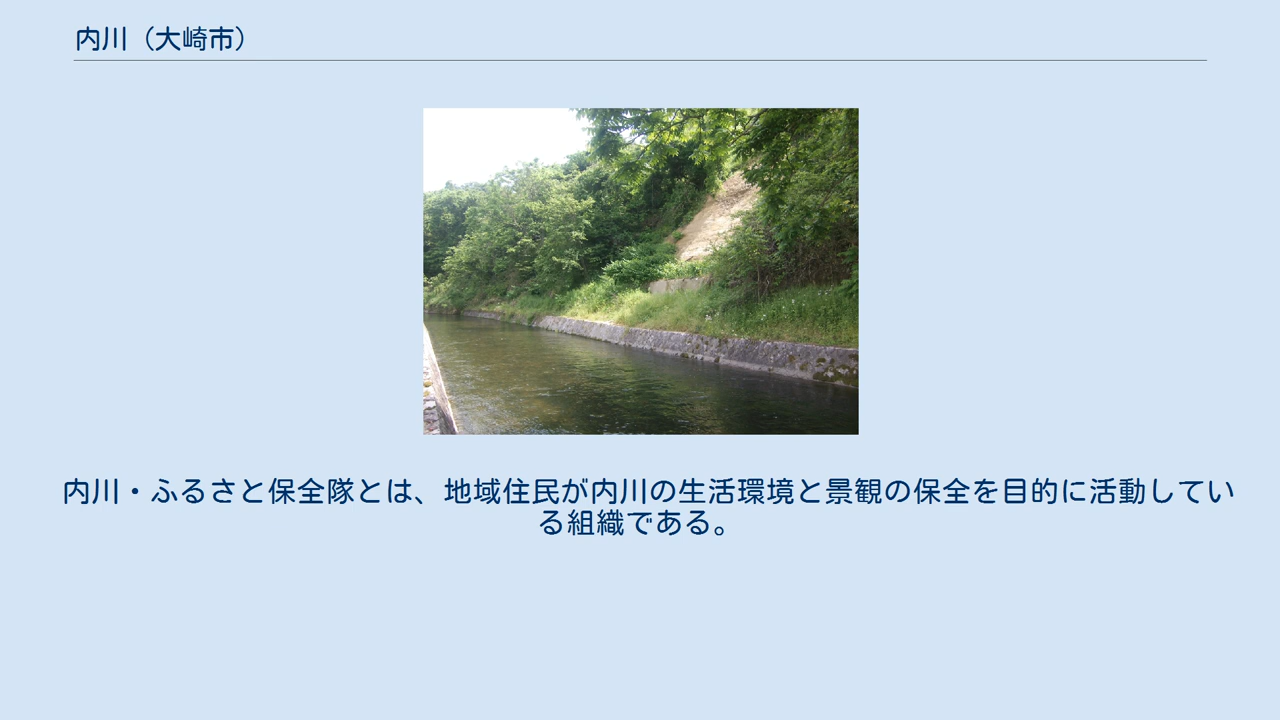 内川（大崎市）
内川・ふるさと保全隊とは、地域住民が内川の生活環境と景観の保全を目的に活動してい
る組織である。